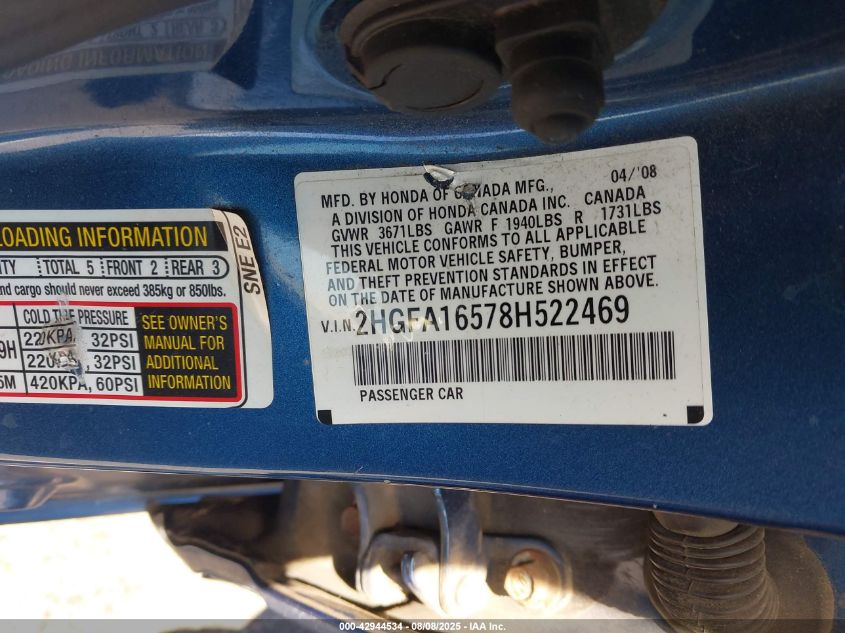 04/'08
MFD. BY HONDA OF CANADA MFG.,
A DIVISION OF HONDA CANADA INC. CANADA
GVWR 3671LBS GAWR F 1940LBS R 1731LBS
THIS VEHICLE CONFORMS TO ALL APPLICABLE
FEDERAL MOTOR VEHICLE SAFETY, BUMPER,
AND THEFT PREVENTION STANDARDS IN EFFECT
ON THE DATE OF MANUFACTURE SHOWN ABOVE.
V.I.N. 2HGFA16578H522469
PASSENGER CAR
LOADING INFORMATION
TOTAL 5 FRONT 2 REAR 3
and cargo should never exceed 385kg or 850lbs.
COLD TIRE PRESSURE
220KPA, 32PSI
220KPA, 32PSI
420KPA, 60PSI
SEE OWNER'S
MANUAL FOR
ADDITIONAL
INFORMATION
SNE E2
000-42944534 - 08/08/2025 - IAA Inc.